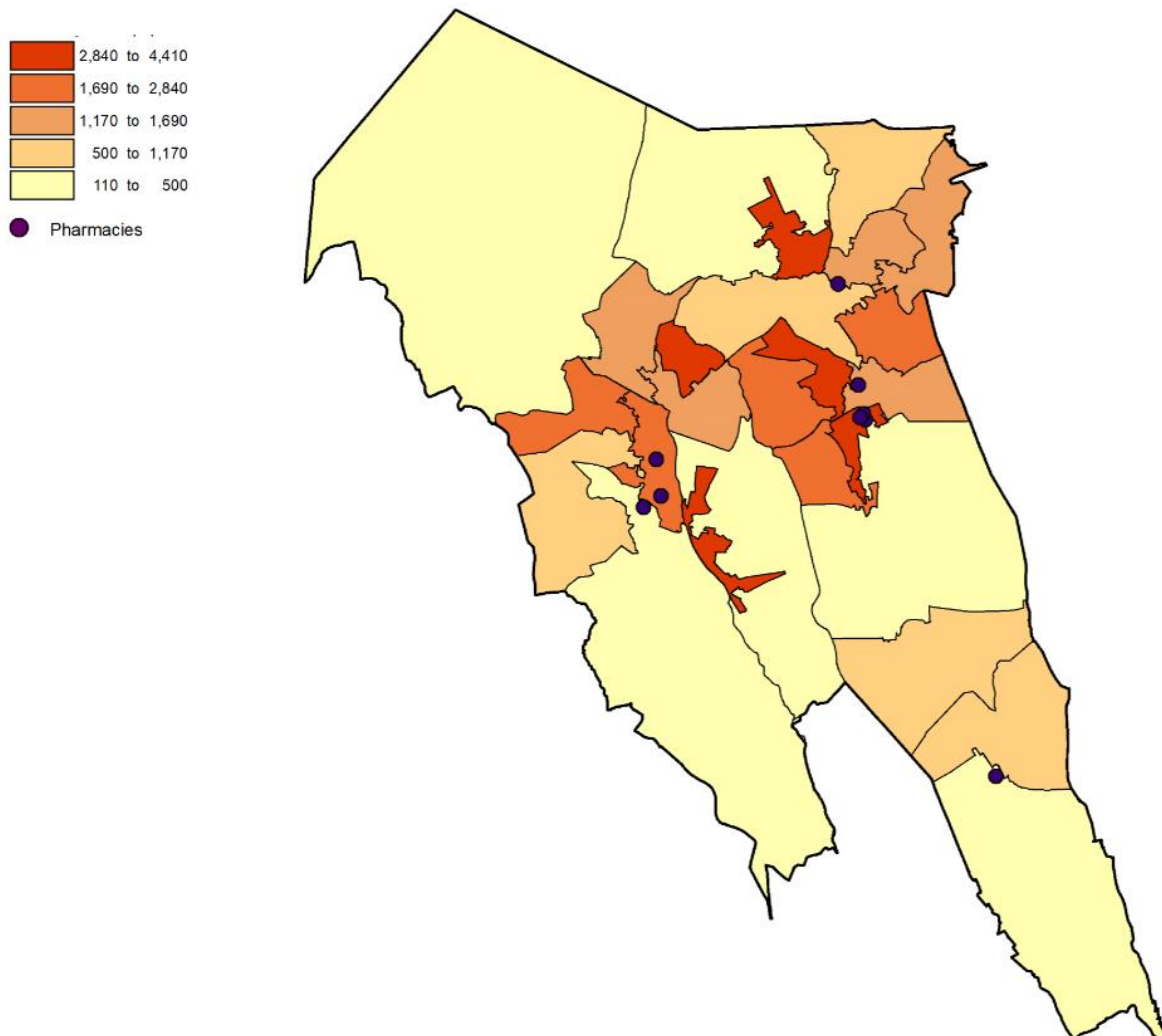 2,840 to 4,410
1,690 to 2,840
1,170 to 1,690
500 to 1,170
110 to 500
Pharmacies